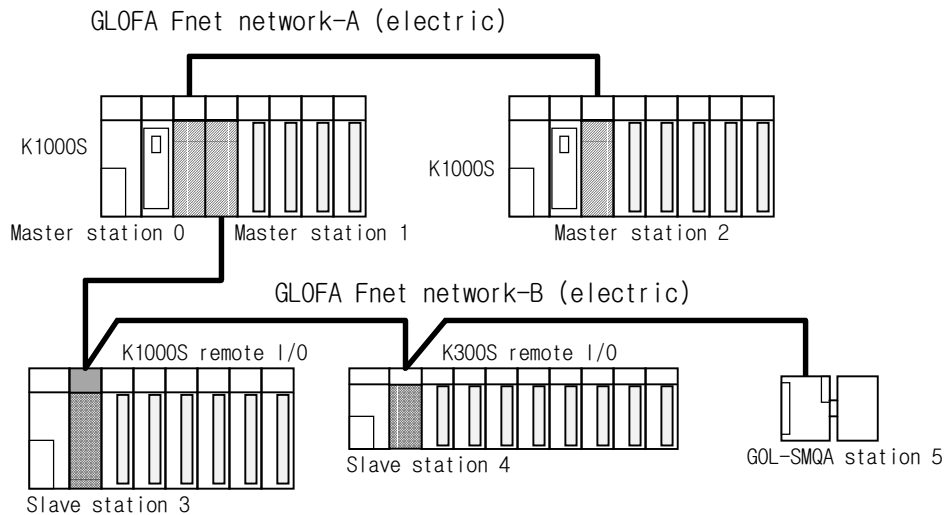 GLOFA Fnet network-A (electric)
K1000S
K1000S
Master station 0
Master station 1
Master station 2
GLOFA Fnet network-B (electric)
K1000S remote I/O
K300S remote I/O
Slave station 4
GOL-SMQA station 5
Slave station 3